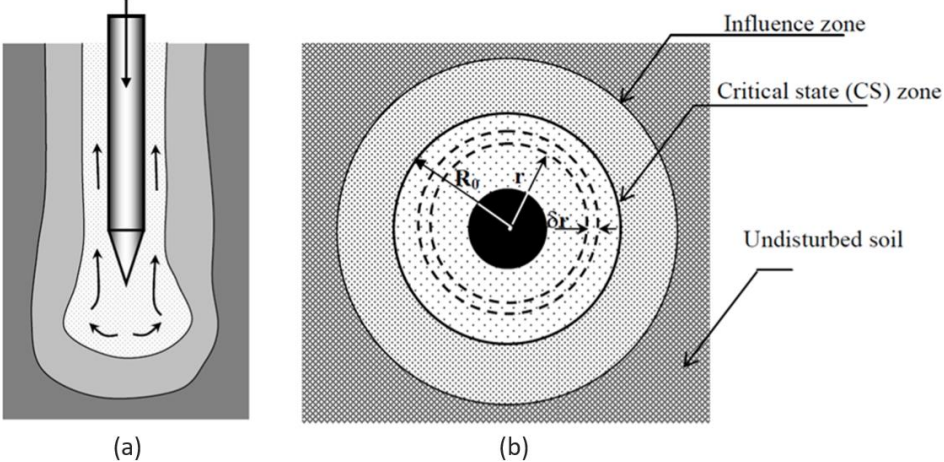 Influence zone
Critical state (CS) zone
R₀
r
δr
Undisturbed soil
(a)
(b)